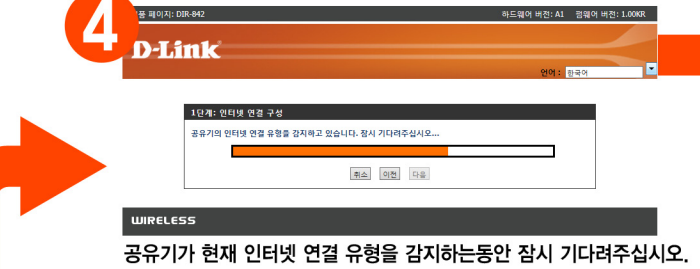 4
품 페이지: DIR-842 하드웨어 버전: A1 펌웨어 버전: 1.00KR
D-Link
언어 : 한국어
1단계: 인터넷 연결 구성
공유기의 인터넷 연결 유형을 감지하고 있습니다. 잠시 기다려주십시오...
취소 이전 다음
WIRELESS
공유기가 현재 인터넷 연결 유형을 감지하는동안 잠시 기다려주십시오.